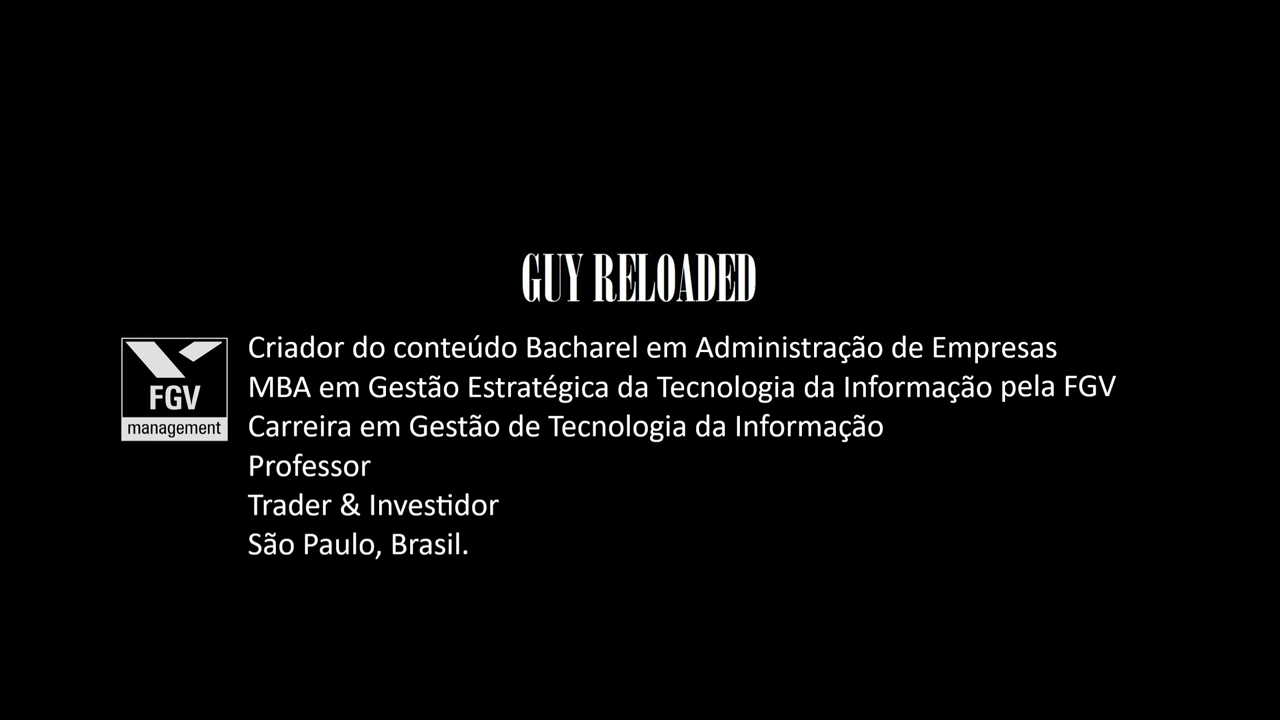 GUY RELOADED
Criador do conteúdo Bacharel em Administração de Empresas
MBA em Gestão Estratégica da Tecnologia da Informação pela FGV
Carreira em Gestão de Tecnologia da Informação
Professor
Trader & Investidor
São Paulo, Brasil.
FGV
management